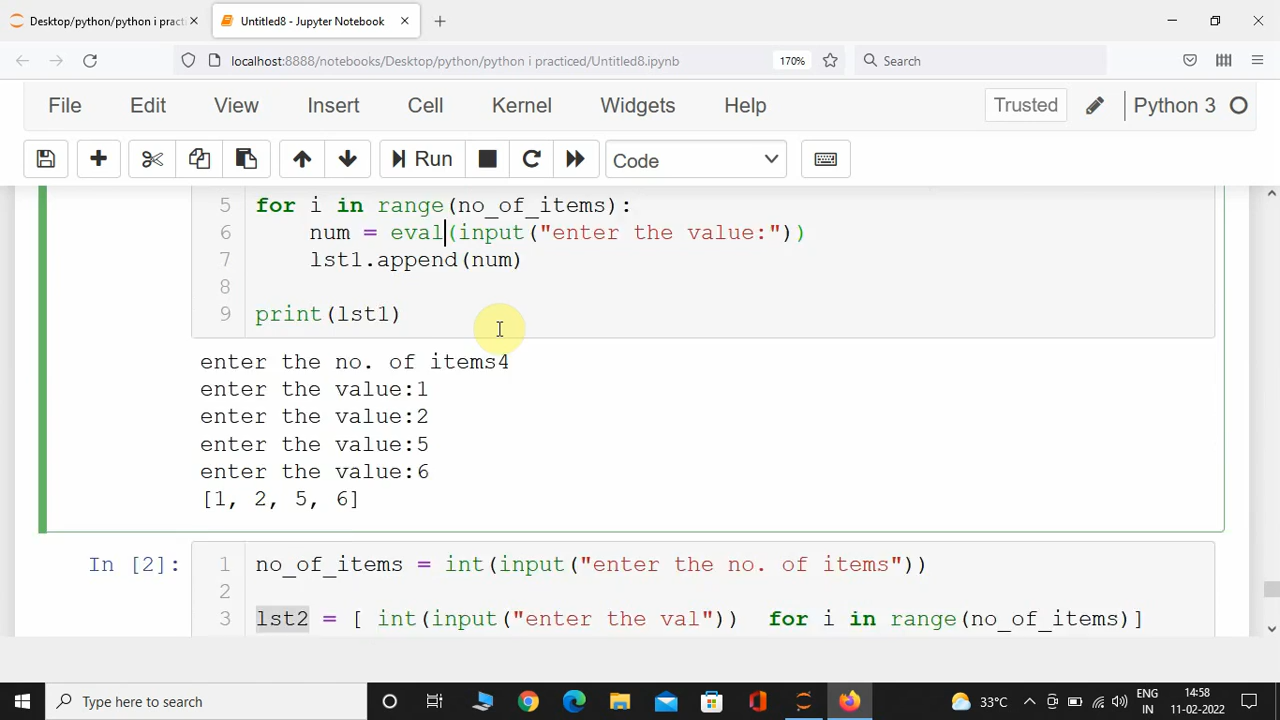 Desktop/python/python i practi
Untitled8 - Jupyter Notebook
localhost:8888/notebooks/Desktop/python/python i practiced/Untitled8.ipynb
170%
Search
File Edit View Insert Cell Kernel Widgets Help
Trusted
Python 3
Run
Code
5 for i in range(no_of_items):
6 num = eval(input("enter the value:"))
7 lst1.append(num)
8
9 print(lst1)
enter the no. of items4
enter the value:1
enter the value:2
enter the value:5
enter the value:6
[1, 2, 5, 6]
In [2]:
1 no_of_items = int(input("enter the no. of items"))
2
3 lst2 = [ int(input("enter the val"))  for i in range(no_of_items)]
Type here to search
33°C
ENG
IN
14:58
11-02-2022